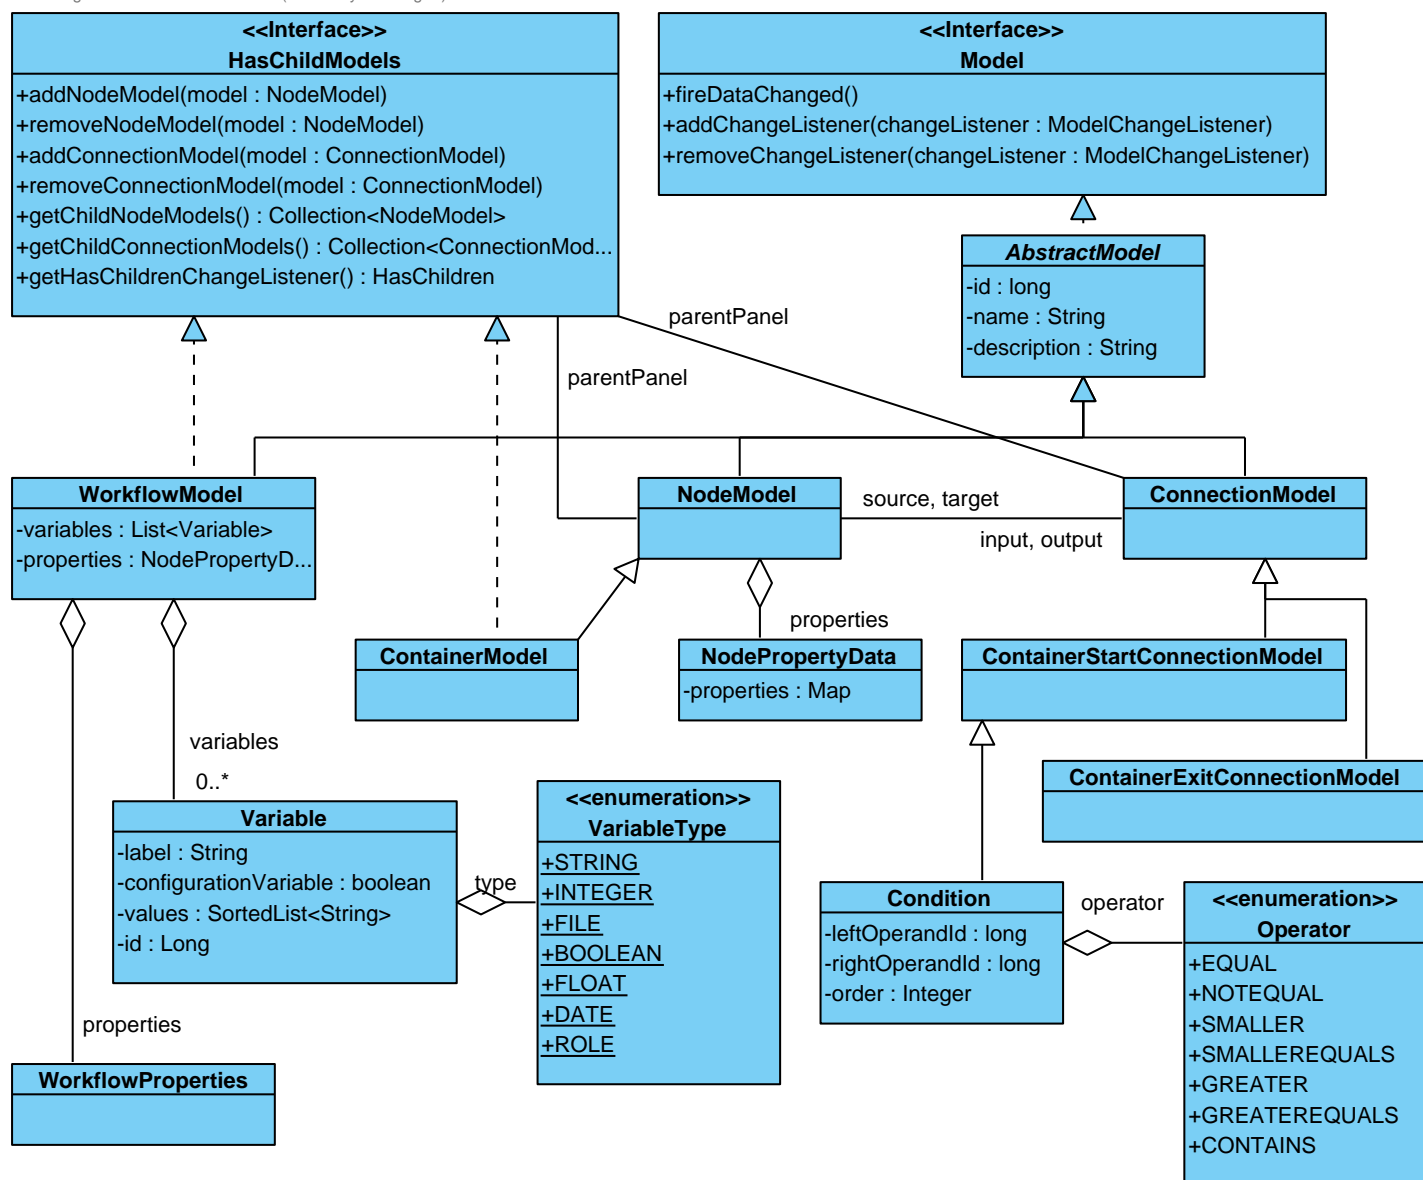 <<Interface>>
HasChildModels
+addNodeModel(model : NodeModel)
+removeNodeModel(model : NodeModel)
+addConnectionModel(model : ConnectionModel)
+removeConnectionModel(model : ConnectionModel)
+getChildNodeModels() : Collection<NodeModel>
+getChildConnectionModels() : Collection<ConnectionMod...
+getHasChildrenChangeListener() : HasChildren
<<Interface>>
Model
+fireDataChanged()
+addChangeListener(changeListener : ModelChangeListener)
+removeChangeListener(changeListener : ModelChangeListener)
AbstractModel
-id : long
-name : String
-description : String
parentPanel
parentPanel
WorkflowModel
-variables : List<Variable>
-properties : NodePropertyD...
NodeModel
source, target
input, output
ConnectionModel
ContainerModel
properties
NodePropertyData
-properties : Map
ContainerStartConnectionModel
ContainerExitConnectionModel
variables
0..*
Variable
-label : String
-configurationVariable : boolean
-values : SortedList<String>
-id : Long
type
<<enumeration>>
VariableType
+STRING
+INTEGER
+FILE
+BOOLEAN
+FLOAT
+DATE
+ROLE
Condition
-leftOperandId : long
-rightOperandId : long
-order : Integer
operator
<<enumeration>>
Operator
+EQUAL
+NOTEQUAL
+SMALLER
+SMALLEREQUALS
+GREATER
+GREATEREQUALS
+CONTAINS
properties
WorkflowProperties